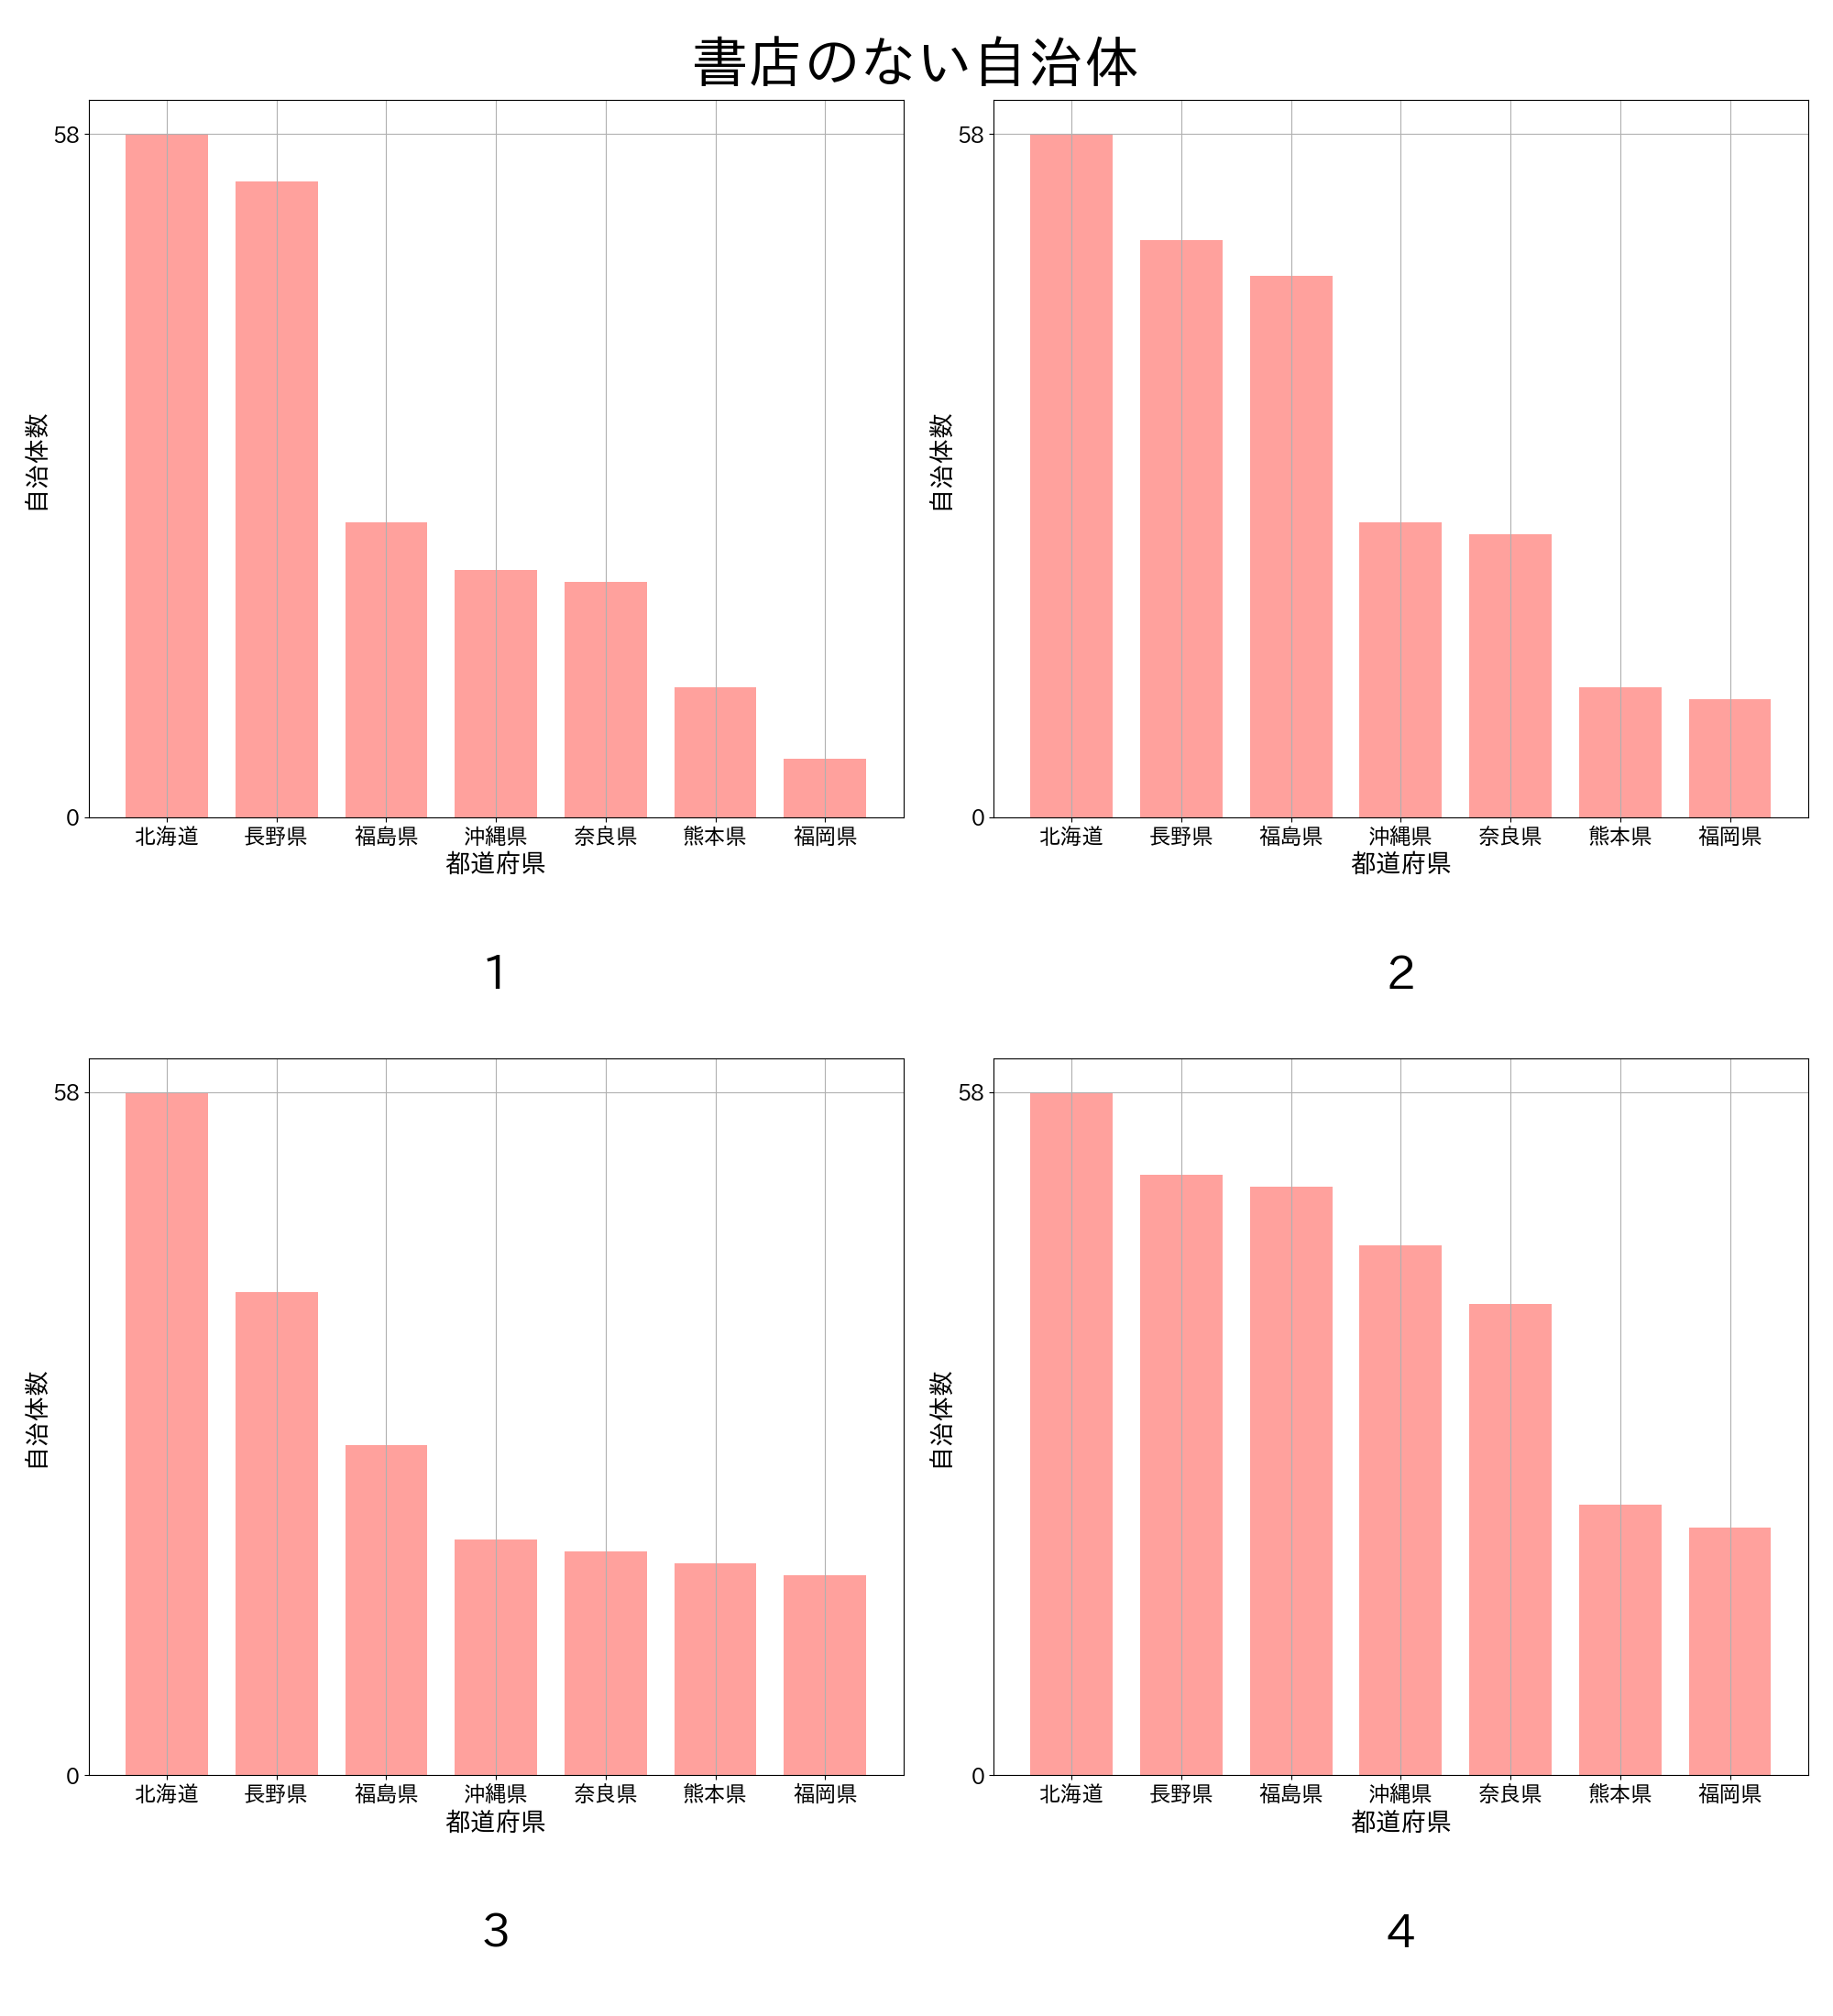 書店のない自治体
58
0
自治体数
北海道 長野県 福島県 沖縄県 奈良県 熊本県 福岡県
都道府県
1
58
0
自治体数
北海道 長野県 福島県 沖縄県 奈良県 熊本県 福岡県
都道府県
2
58
0
自治体数
北海道 長野県 福島県 沖縄県 奈良県 熊本県 福岡県
都道府県
3
58
0
自治体数
北海道 長野県 福島県 沖縄県 奈良県 熊本県 福岡県
都道府県
4